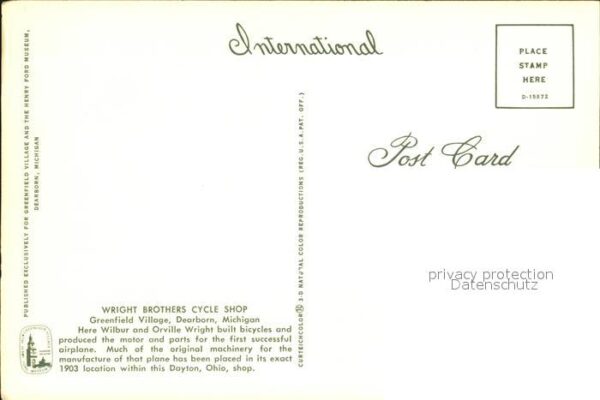 International
PLACE
STAMP
HERE
D-15072
Post Card
PUBLISHED EXCLUSIVELY FOR GREENFIELD VILLAGE AND THE HENRY FORD MUSEUM,
DEARBORN, MICHIGAN
CURTEICHCOLOR® 3-D NATURAL COLOR REPRODUCTIONS (REG. U.S.A. PAT. OFF.)
privacy protection
Datenschutz
WRIGHT BROTHERS CYCLE SHOP
Greenfield Village, Dearborn, Michigan
Here Wilbur and Orville Wright built bicycles and
produced the motor and parts for the first successful
airplane. Much of the original machinery for the
manufacture of that plane has been placed in its exact
1903 location within this Dayton, Ohio, shop.